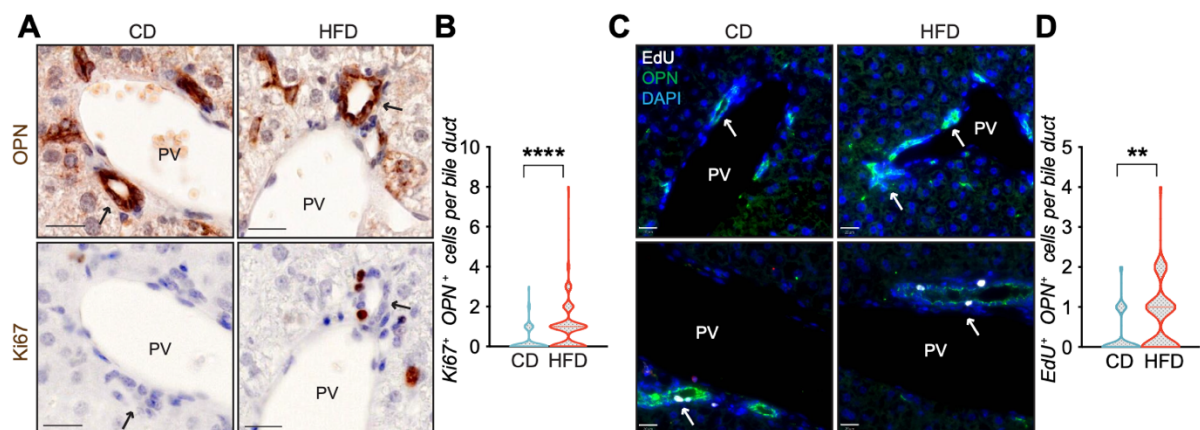 A
CD
HFD
OPN
PV
PV
Ki67
PV
PV
B
Ki67⁺ OPN⁺ cells per bile duct
10
8
6
4
2
0
****
CD HFD
C
CD
HFD
EdU
OPN
DAPI
PV
PV
PV
PV
D
EdU⁺ OPN⁺ cells per bile duct
5
4
3
2
1
0
**
CD HFD